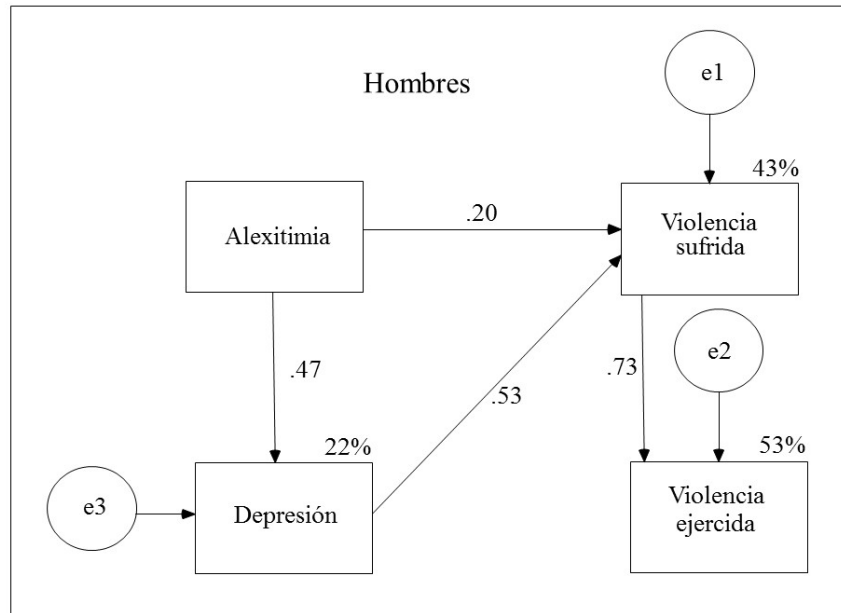 Hombres
e1
43%
Alexitimia
.20
Violencia
sufrida
e2
.47
.53
.73
22%
53%
e3
Depresión
Violencia
ejercida